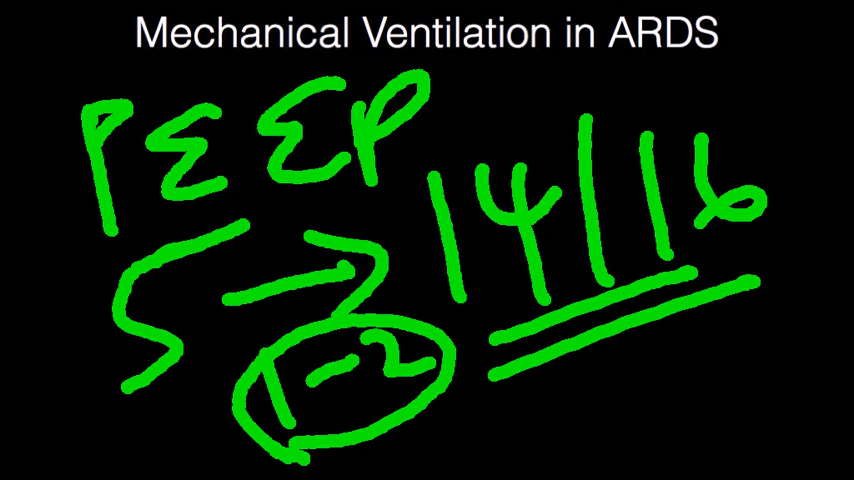 Mechanical Ventilation in ARDS
PEEP
5 → 14 | 16
1-2